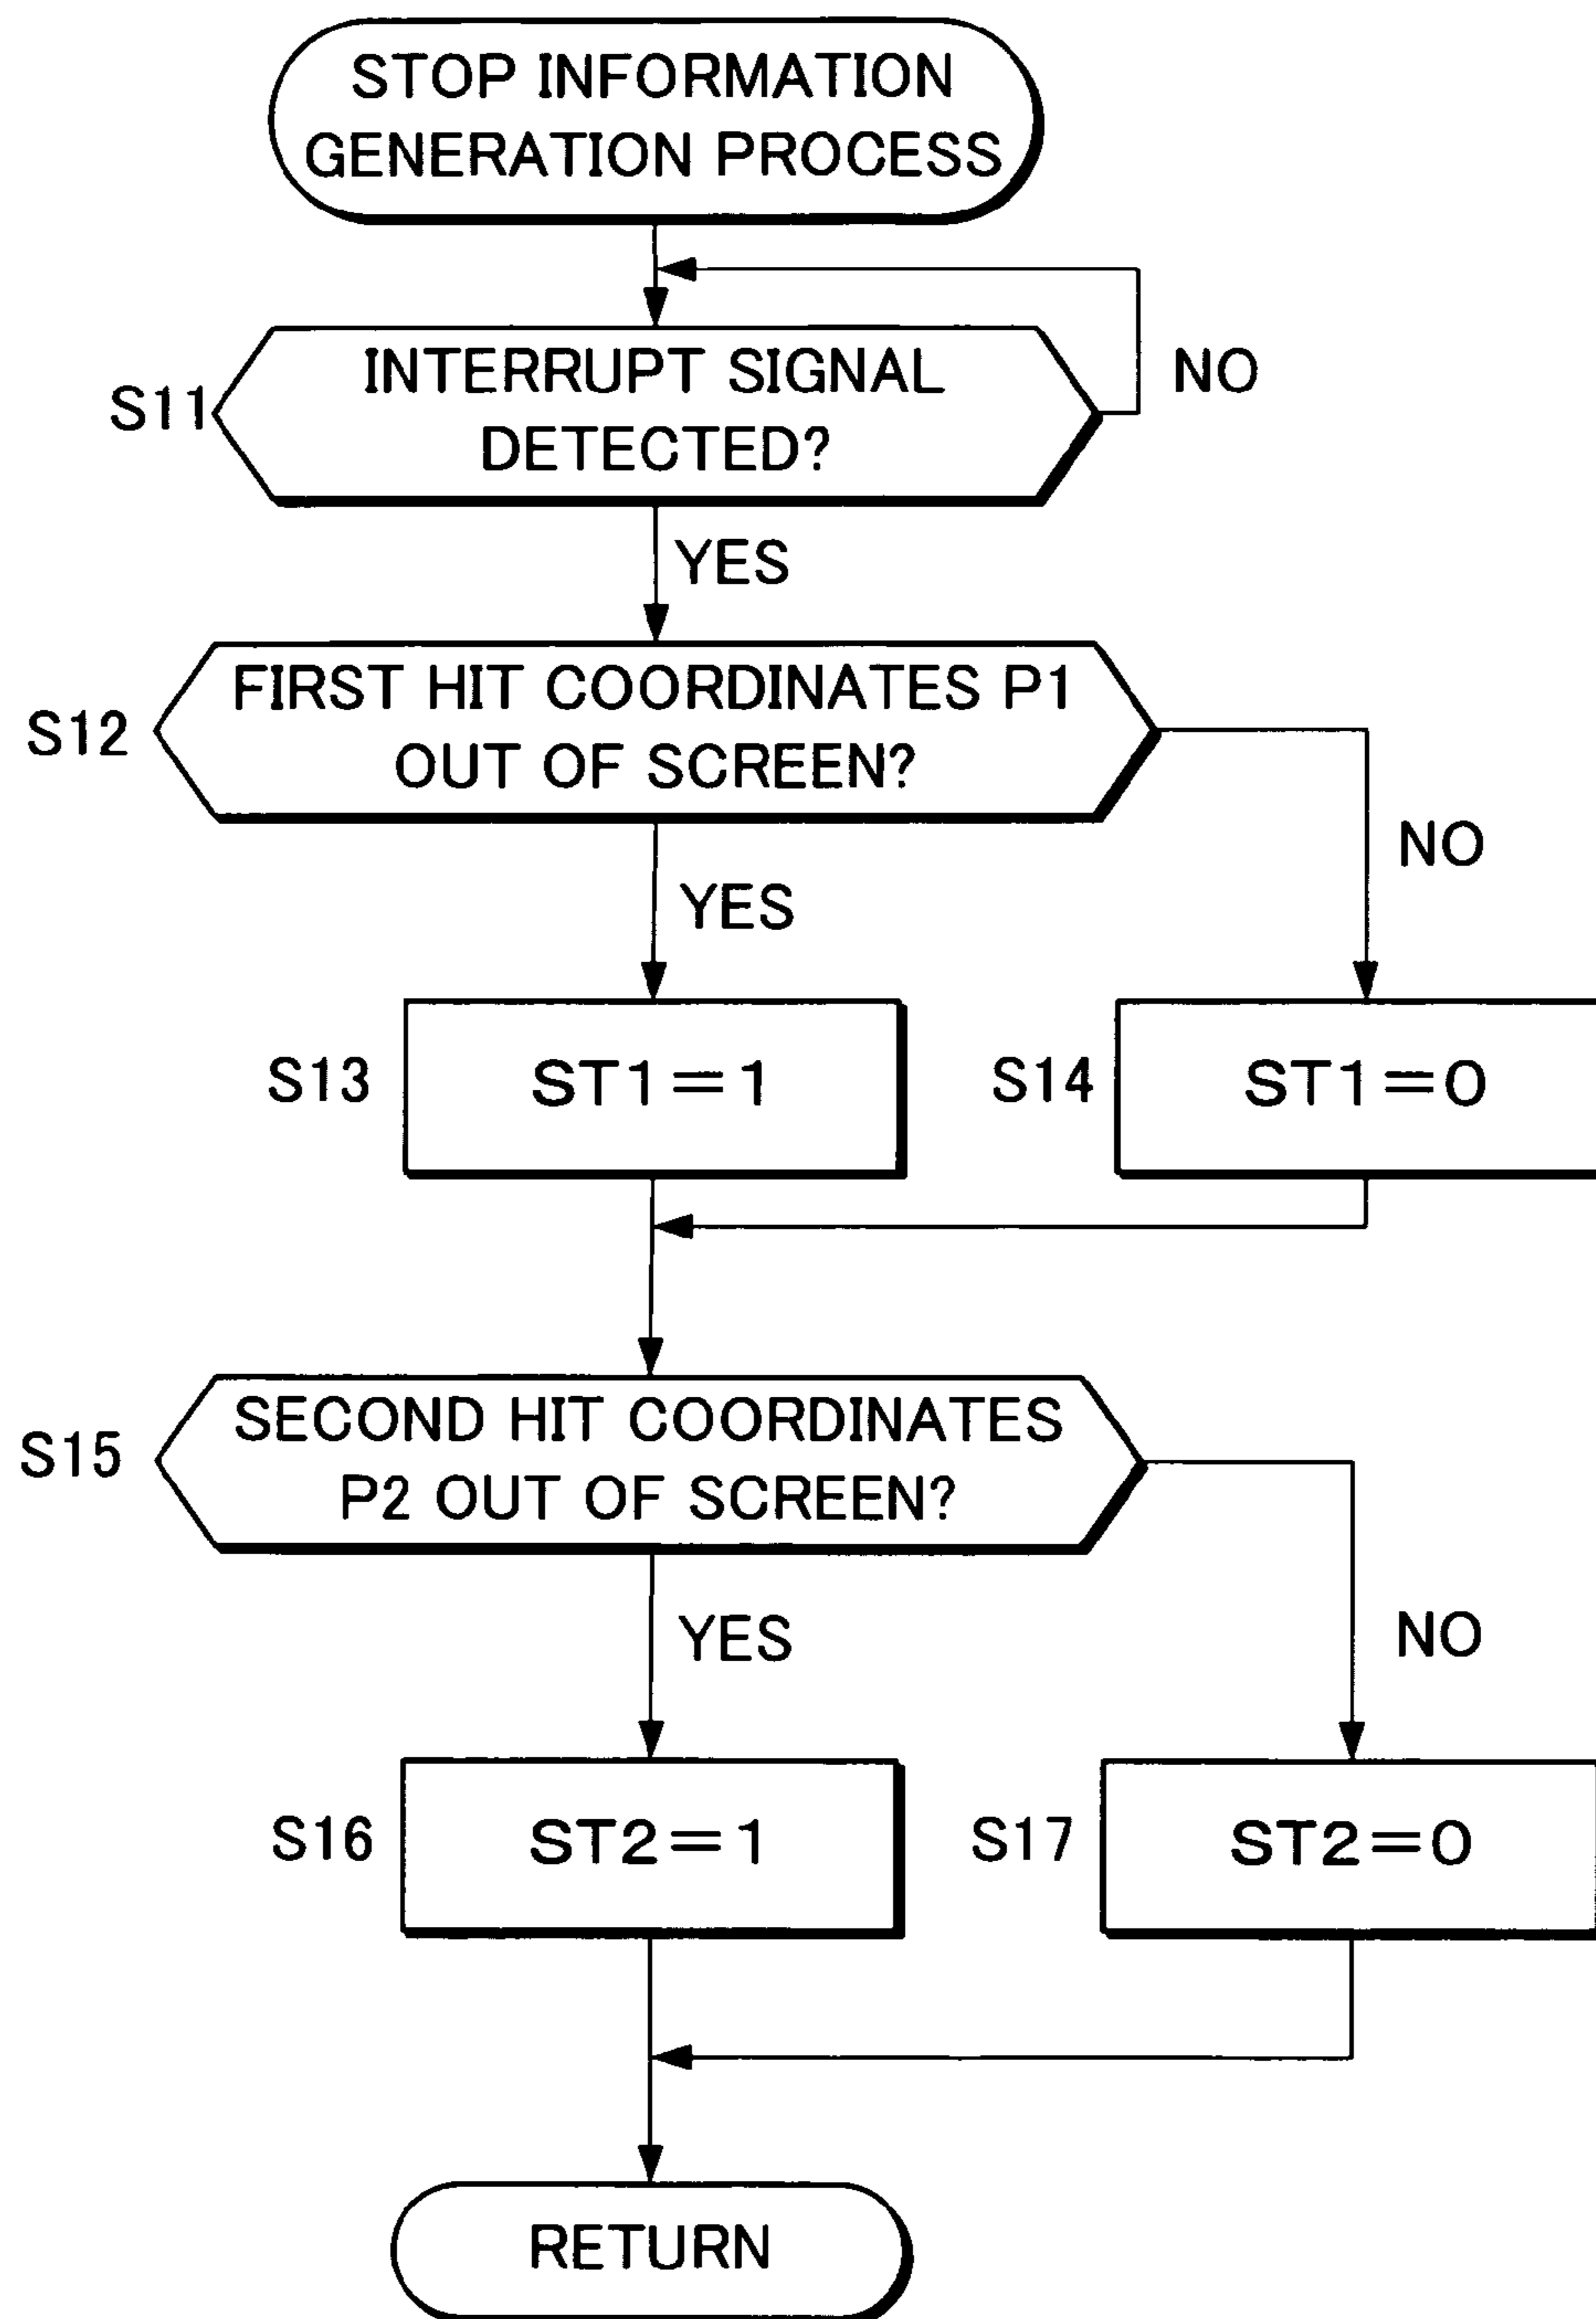 STOP INFORMATION
GENERATION PROCESS
S11
INTERRUPT SIGNAL
DETECTED?
NO
YES
S12
FIRST HIT COORDINATES P1
OUT OF SCREEN?
NO
YES
S13
ST1=1
S14
ST1=0
S15
SECOND HIT COORDINATES
P2 OUT OF SCREEN?
YES
NO
S16
ST2=1
S17
ST2=0
RETURN